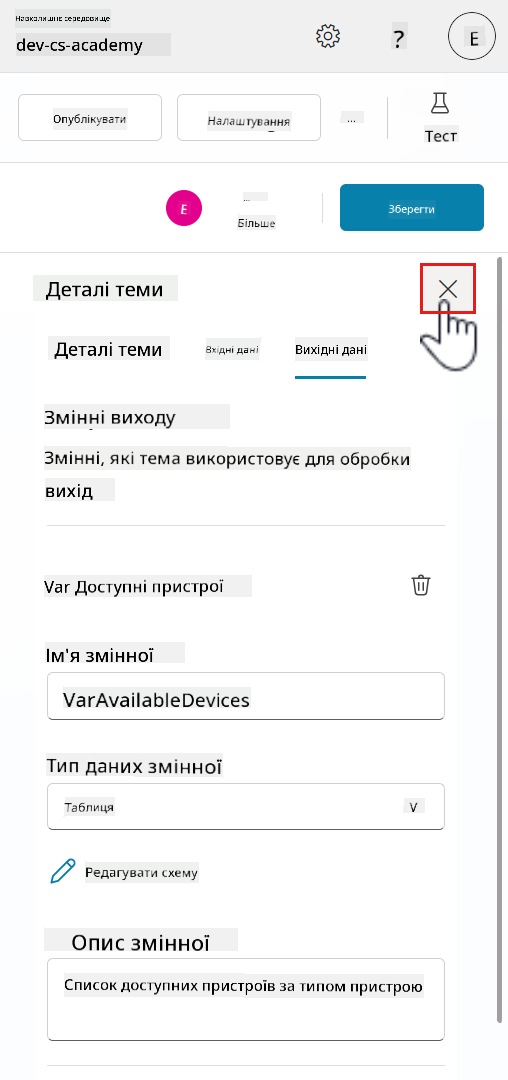 Навколишнє середовище
dev-cs-academy
?
E
Опублікувати
Налаштування
...
Тест
E
...
Більше
Зберегти
Деталі теми
Деталі теми
Вхідні дані
Вихідні дані
Змінні виходу
Змінні, які тема використовує для обробки
вихід
Var Доступні пристрої
Ім'я змінної
VarAvailableDevices
Тип даних змінної
Таблиця
V
Редагувати схему
Опис змінної
Список доступних пристроїв за типом пристрою